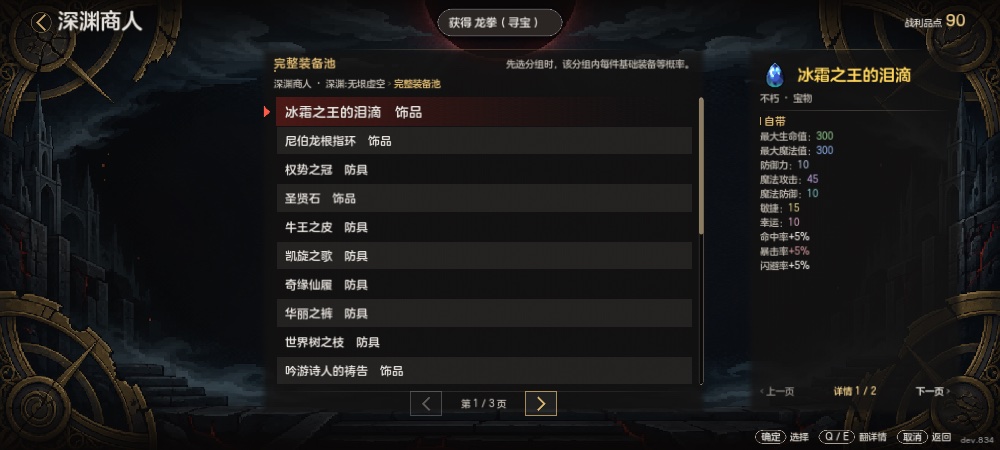 深渊商人
获得 龙拳（寻宝）
战利品点 90
完整装备池
先选分组时，该分组内每件基础装备等概率。
深渊商人 · 深渊:无垠虚空 › 完整装备池
冰霜之王的泪滴 饰品
尼伯龙根指环 饰品
权势之冠 防具
圣贤石 饰品
牛王之皮 防具
凯旋之歌 防具
奇缘仙履 防具
华丽之裤 防具
世界树之枝 防具
吟游诗人的祷告 饰品
第 1 / 3 页
冰霜之王的泪滴
不朽 · 宝物
自带
最大生命值: 300
最大魔法值: 300
防御力: 10
魔法攻击: 45
魔法防御: 10
敏捷: 15
幸运: 10
命中率+5%
暴击率+5%
闪避率+5%
‹ 上一页 详情 1 / 2 下一页 ›
确定 选择 Q / E 翻详情 取消 返回
dev.834